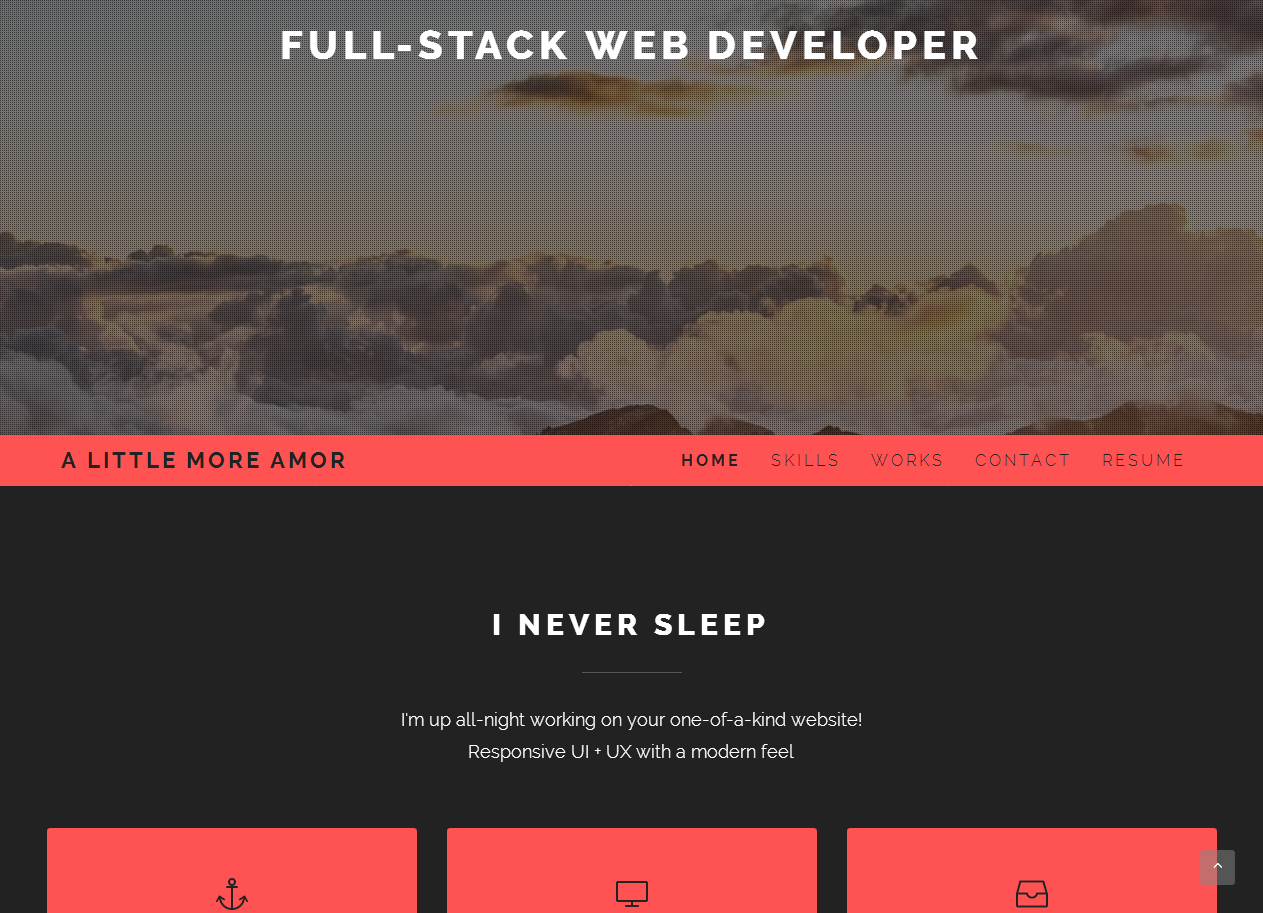 FULL-STACK WEB DEVELOPER
A LITTLE MORE AMOR
HOME SKILLS WORKS CONTACT RESUME
I NEVER SLEEP
I'm up all-night working on your one-of-a-kind website!
Responsive UI + UX with a modern feel